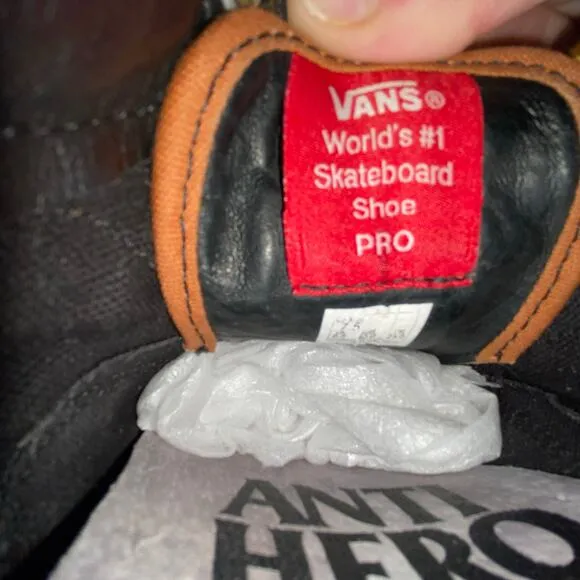 VANS®
World's #1
Skateboard
Shoe
PRO
ANTI
HERO